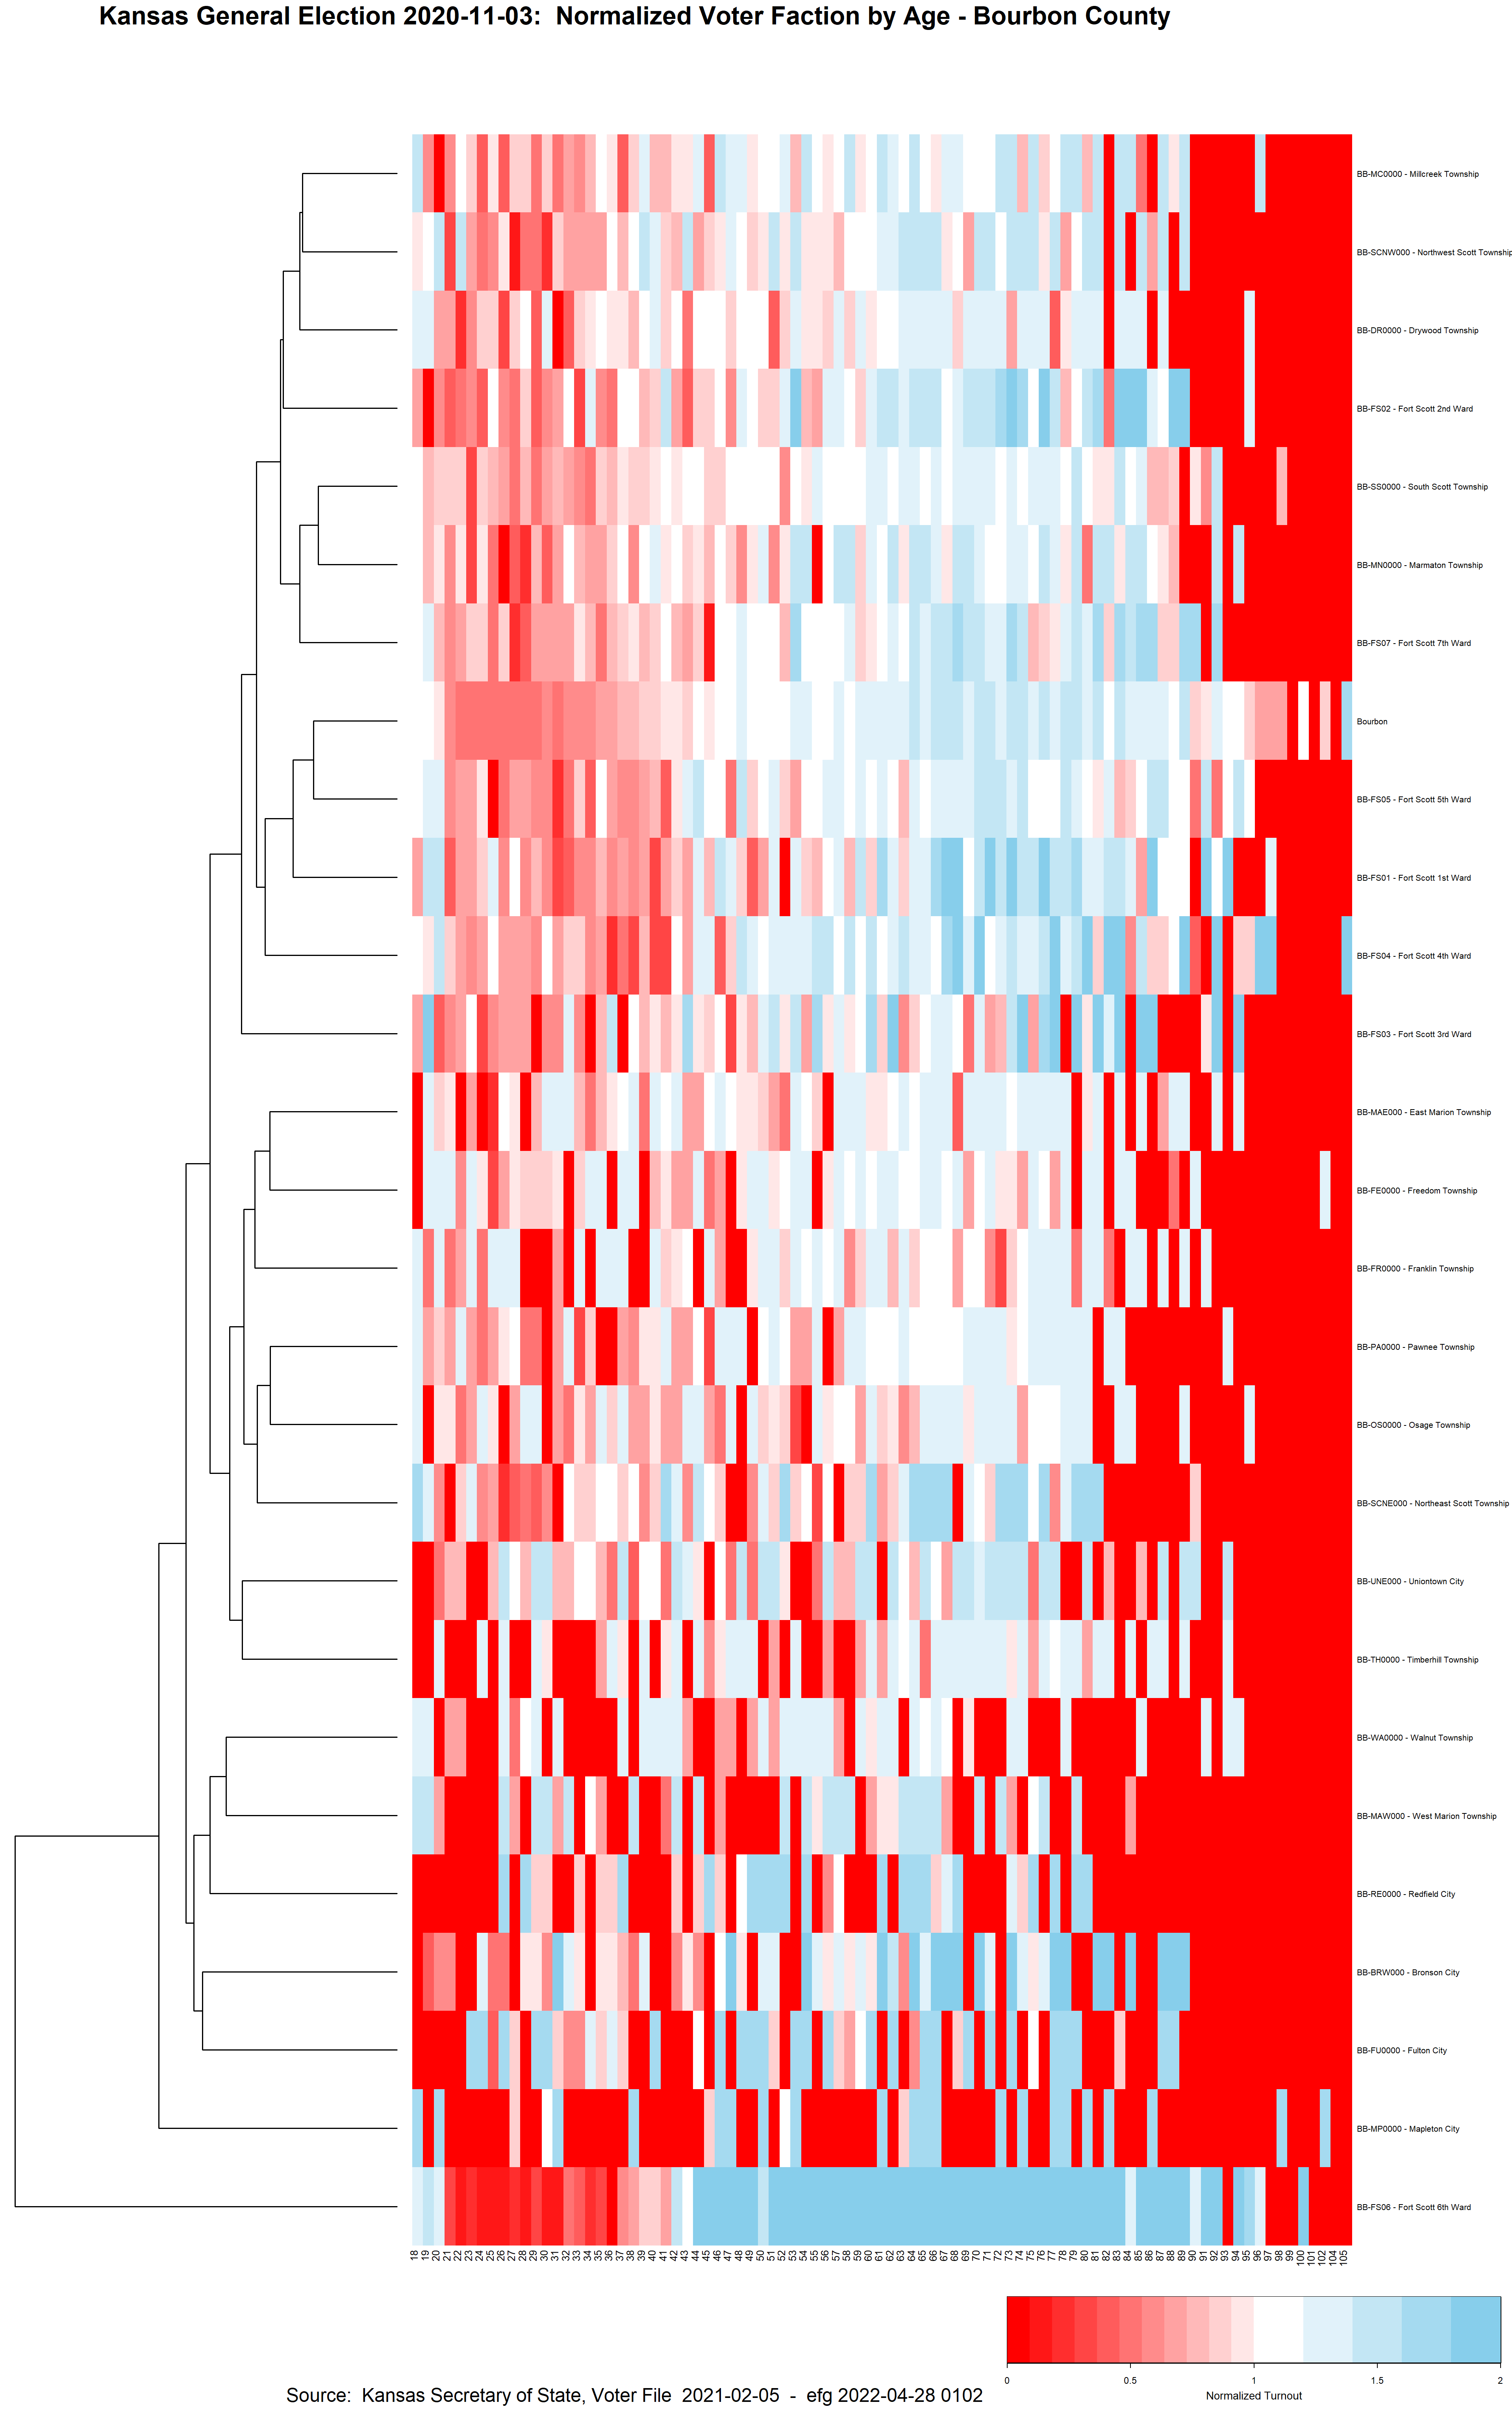 Kansas General Election 2020-11-03:  Normalized Voter Faction by Age - Bourbon County
BB-MC0000 - Millcreek Township
BB-SCNW000 - Northwest Scott Township
BB-DR0000 - Drywood Township
BB-FS02 - Fort Scott 2nd Ward
BB-SS0000 - South Scott Township
BB-MN0000 - Marmaton Township
BB-FS07 - Fort Scott 7th Ward
Bourbon
BB-FS05 - Fort Scott 5th Ward
BB-FS01 - Fort Scott 1st Ward
BB-FS04 - Fort Scott 4th Ward
BB-FS03 - Fort Scott 3rd Ward
BB-MAE000 - East Marion Township
BB-FE0000 - Freedom Township
BB-FR0000 - Franklin Township
BB-PA0000 - Pawnee Township
BB-OS0000 - Osage Township
BB-SCNE000 - Northeast Scott Township
BB-UNE000 - Uniontown City
BB-TH0000 - Timberhill Township
BB-WA0000 - Walnut Township
BB-MAW000 - West Marion Township
BB-RE0000 - Redfield City
BB-BRW000 - Bronson City
BB-FU0000 - Fulton City
BB-MP0000 - Mapleton City
BB-FS06 - Fort Scott 6th Ward
18 19 20 21 22 23 24 25 26 27 28 29 30 31 32 33 34 35 36 37 38 39 40 41 42 43 44 45 46 47 48 49 50 51 52 53 54 55 56 57 58 59 60 61 62 63 64 65 66 67 68 69 70 71 72 73 74 75 76 77 78 79 80 81 82 83 84 85 86 87 88 89 90 91 92 93 94 95 96 97 98 99 100 101 102 104 105
0 0.5 1 1.5 2
Normalized Turnout
Source:  Kansas Secretary of State, Voter File  2021-02-05  -  efg 2022-04-28 0102